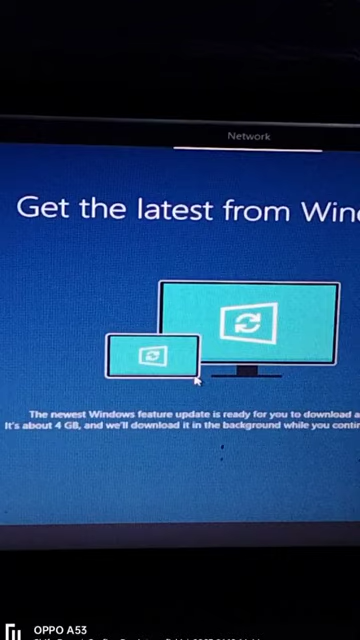 Network
Get the latest from Win
The newest Windows feature update is ready for you to download a
It's about 4 GB, and we'll download it in the background while you contin
OPPO A53